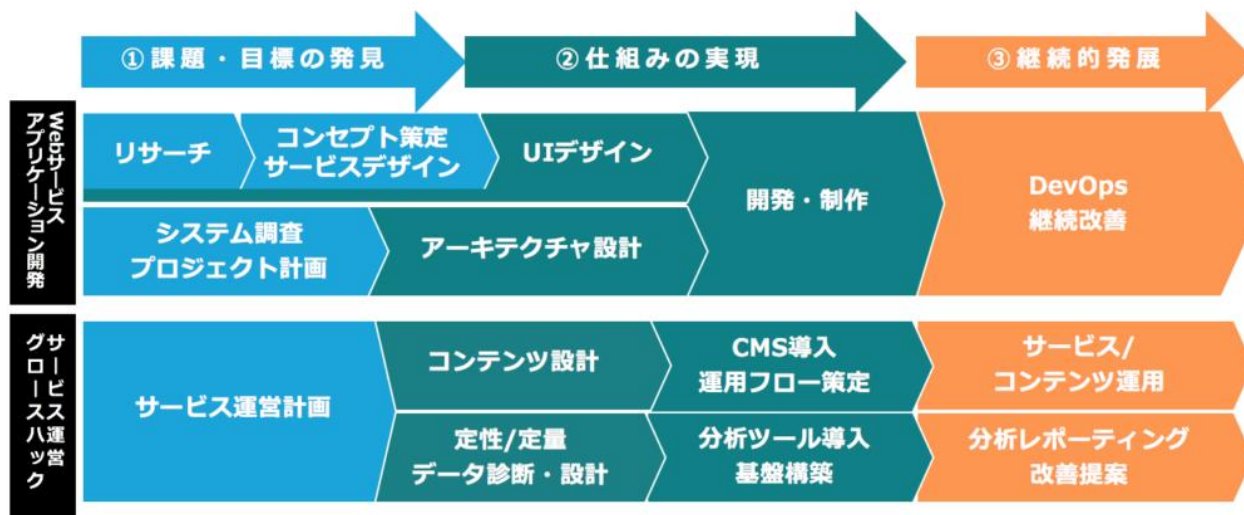 ①課題・目標の発見
②仕組みの実現
③継続的発展
Webサービス
アプリケーション開発
リサーチ
コンセプト策定
サービスデザイン
UIデザイン
システム調査
プロジェクト計画
アーキテクチャ設計
開発・制作
DevOps
継続改善
サービス運営
グロースハック
サービス運営計画
コンテンツ設計
CMS導入
運用フロー策定
サービス/
コンテンツ運用
定性/定量
データ診断・設計
分析ツール導入
基盤構築
分析レポーティング
改善提案